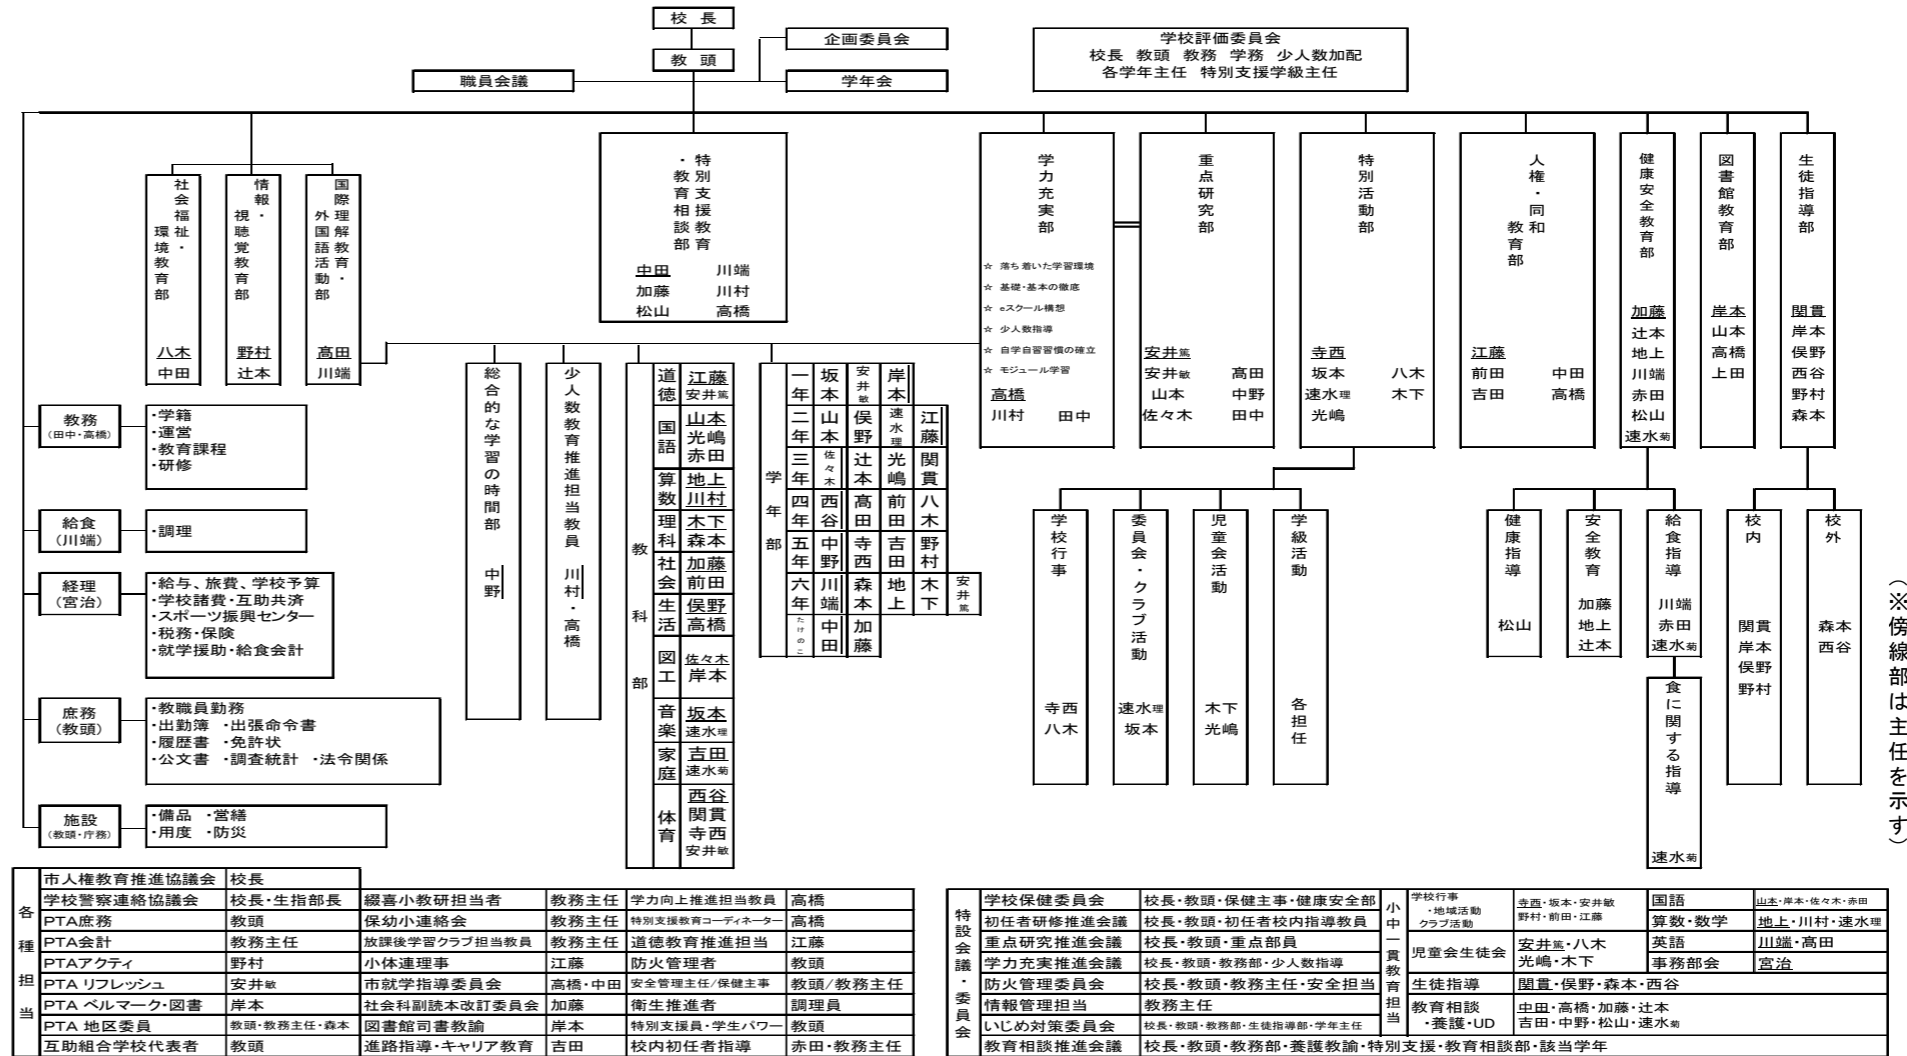 校 長
教 頭
企画委員会
職員会議
学年会
学校評価委員会
校長 教頭 教務 学務 少人数加配
各学年主任 特別支援学級主任
社会福祉・
環境・教育部
八木
中田
情報・
視聴覚教育部
野村
辻本
国際理解教育・
外国語活動・部
髙田
川端
特別支援教育
・教育相談部
中田 川端
加藤 川村
松山 高橋
学力充実部
☆ 落ち着いた学習環境
☆ 基礎・基本の徹底
☆ eスクール構想
☆ 少人数指導
☆ 自学自習習慣の確立
☆ モジュール学習
高橋
川村 田中
重点研究部
安井篤
安井敏 髙田
山本 中野
佐々木 田中
特別活動部
寺西
坂本 八木
速水理 木下
光嶋
人権・同和
教育部
江藤
前田 中田
吉田 高橋
健康安全教育部
加藤
辻本
地上
川端
赤田
松山
速水菊
図書館教育部
岸本
山本
高橋
上田
生徒指導部
関貫
岸本
俣野
西谷
野村
森本
教務
(田中・高橋)
・学籍
・運営
・教育課程
・研修
給食
(川端)
・調理
経理
(宮治)
・給与、旅費、学校予算
・学校諸費・互助共済
・スポーツ振興センター
・税務・保険
・就学援助・給食会計
庶務
(教頭)
・教職員勤務
・出勤簿 ・出張命令書
・履歴書 ・免許状
・公文書 ・調査統計 ・法令関係
施設
(教頭・庁務)
・備品 ・営繕
・用度 ・防災
総合的な学習の時間部 中野
少人数教育推進担当教員 川村・高橋
教科部
道徳 江藤
安井篤
国語 山本
光嶋
赤田
算数 地上
川村
理科 木下
森本
社会 加藤
前田
生活 俣野
高橋
図工 佐々木
岸本
音楽 坂本
速水理
家庭 吉田
速水菊
体育 西谷
関貫
寺西
安井敏
学年部
一年 坂本 安井敏 岸本
二年 山本 俣野 速水理 江藤
三年 佐々木 辻本 光嶋 関貫
四年 西谷 髙田 前田 八木
五年 中野 寺西 吉田 野村
六年 川端 森本 地上 木下 安井篤
たけのこ 中田 加藤
学校行事
寺西
八木
委員会・クラブ活動
速水理
坂本
児童会活動
木下
光嶋
学級活動
各担任
健康指導
松山
安全教育
加藤
地上
辻本
給食指導
川端
赤田
速水菊
食に関する指導
速水菊
校内
関貫
岸本
俣野
野村
校外
森本
西谷
(※傍線部は主任を示す)
各種担当
市人権教育推進協議会 校長
学校警察連絡協議会 校長・生指部長 綴喜小教研担当者 教務主任 学力向上推進担当教員 高橋
PTA庶務 教頭 保幼小連絡会 教務主任 特別支援教育コーディネーター 高橋
PTA会計 教務主任 放課後学習クラブ担当教員 教務主任 道徳教育推進担当 江藤
PTAアクティ 野村 小体連理事 江藤 防火管理者 教頭
PTA リフレッシュ 安井敏 市就学指導委員会 高橋・中田 安全管理主任/保健主事 教頭/教務主任
PTA ベルマーク・図書 岸本 社会科副読本改訂委員会 加藤 衛生推進者 調理員
PTA 地区委員 教頭・教務主任・森本 図書館司書教諭 岸本 特別支援員・学生パワー 教頭
互助組合学校代表者 教頭 進路指導・キャリア教育 吉田 校内初任者指導 赤田・教務主任
特設会議・委員会
学校保健委員会 校長・教頭・保健主事・健康安全部
初任者研修推進会議 校長・教頭・初任者校内指導教員
重点研究推進会議 校長・教頭・重点部員
学力充実推進会議 校長・教頭・教務部・少人数指導
防火管理委員会 校長・教頭・教務主任・安全担当
情報管理担当 教務主任
いじめ対策委員会 校長・教頭・教務部・生徒指導部・学年主任
教育相談推進会議 校長・教頭・教務部・養護教諭・特別支援・教育相談部・該当学年
小中一貫教育担当
学校行事
・地域活動
クラブ活動
寺西・坂本・安井敏
野村・前田・江藤
児童会生徒会 安井篤・八木
光嶋・木下
国語 山本・岸本・佐々木・赤田
算数・数学 地上・川村・速水理
英語 川端・髙田
事務部会 宮治
生徒指導 関貫・俣野・森本・西谷
教育相談
・養護・UD
中田・高橋・加藤・辻本
吉田・中野・松山・速水菊